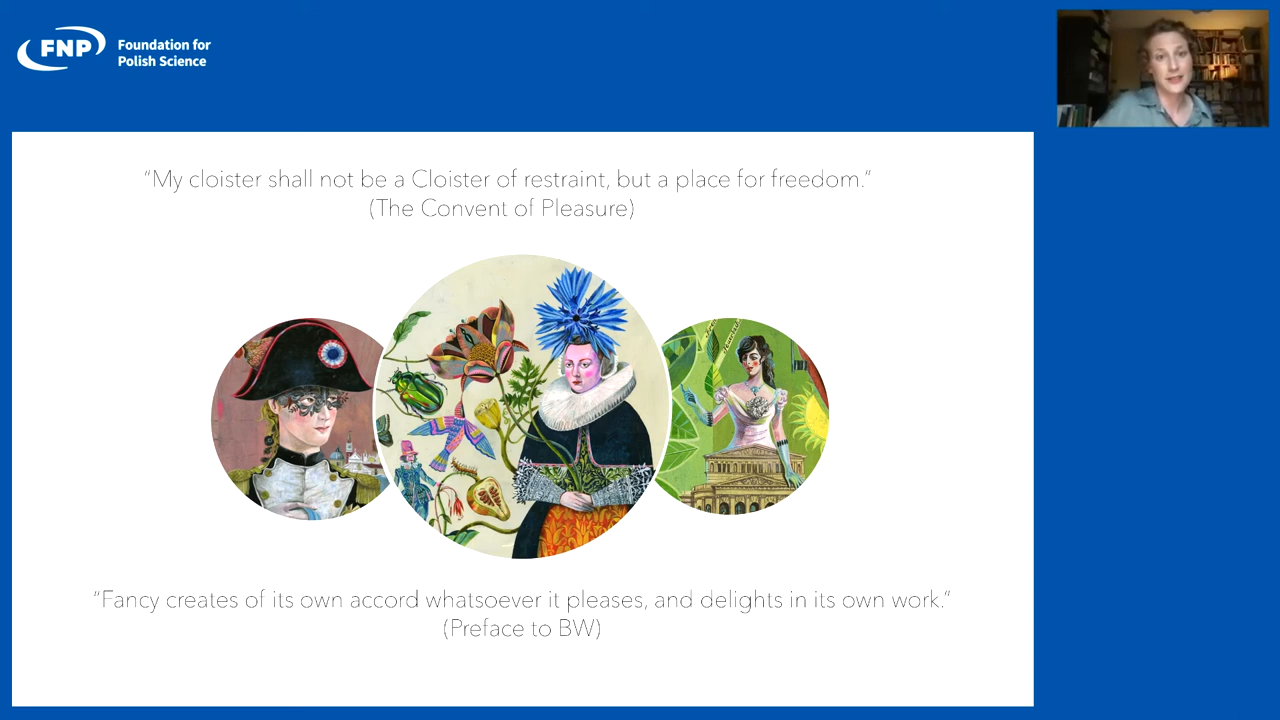 FNP
Foundation for
Polish Science
“My cloister shall not be a Cloister of restraint, but a place for freedom.”
(The Convent of Pleasure)
“Fancy creates of its own accord whatsoever it pleases, and delights in its own work.”
(Preface to BW)